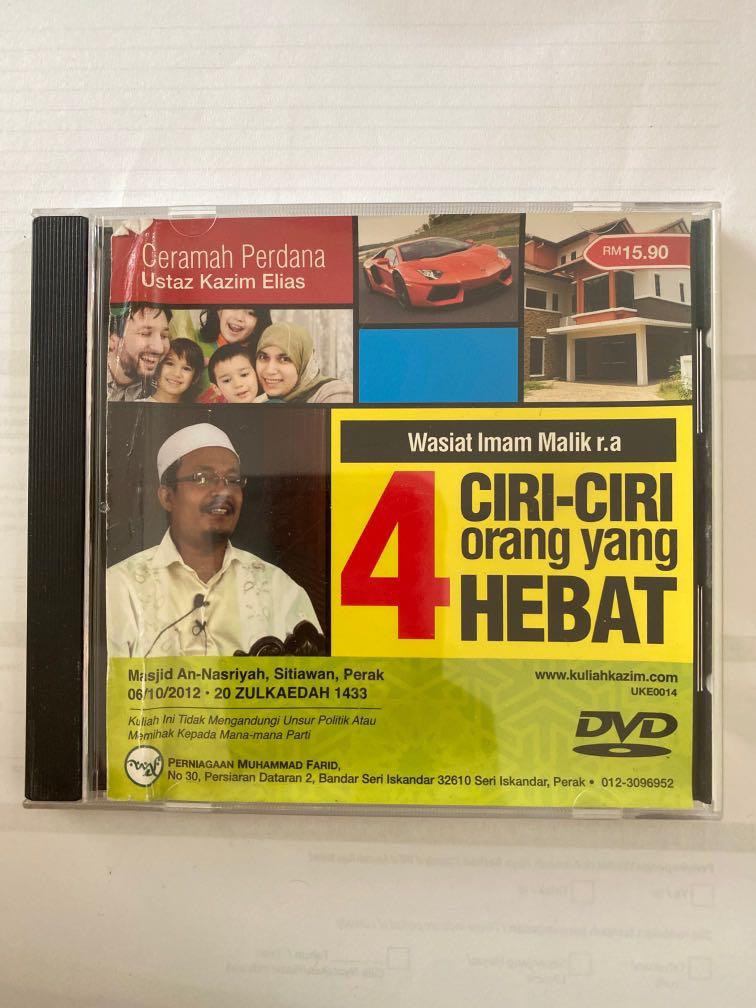 Ceramah Perdana
Ustaz Kazim Elias
RM15.90
Wasiat Imam Malik r.a
4 CIRI-CIRI
orang yang
HEBAT
Masjid An-Nasriyah, Sitiawan, Perak
06/10/2012 • 20 ZULKAEDAH 1433
Kuliah Ini Tidak Mengandungi Unsur Politik Atau
Memihak Kepada Mana-mana Parti
www.kuliahkazim.com
UKE0014
DVD
PERNIAGAAN MUHAMMAD FARID,
No 30, Persiaran Dataran 2, Bandar Seri Iskandar 32610 Seri Iskandar, Perak • 012-3096952